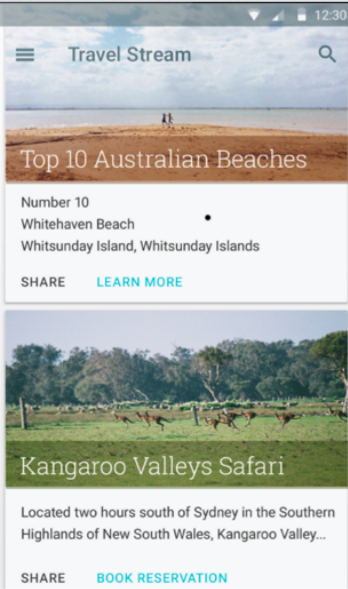 12:30
Travel Stream
Top 10 Australian Beaches
Number 10
Whitehaven Beach
Whitsunday Island, Whitsunday Islands
SHARE LEARN MORE
Kangaroo Valleys Safari
Located two hours south of Sydney in the Southern
Highlands of New South Wales, Kangaroo Valley...
SHARE BOOK RESERVATION